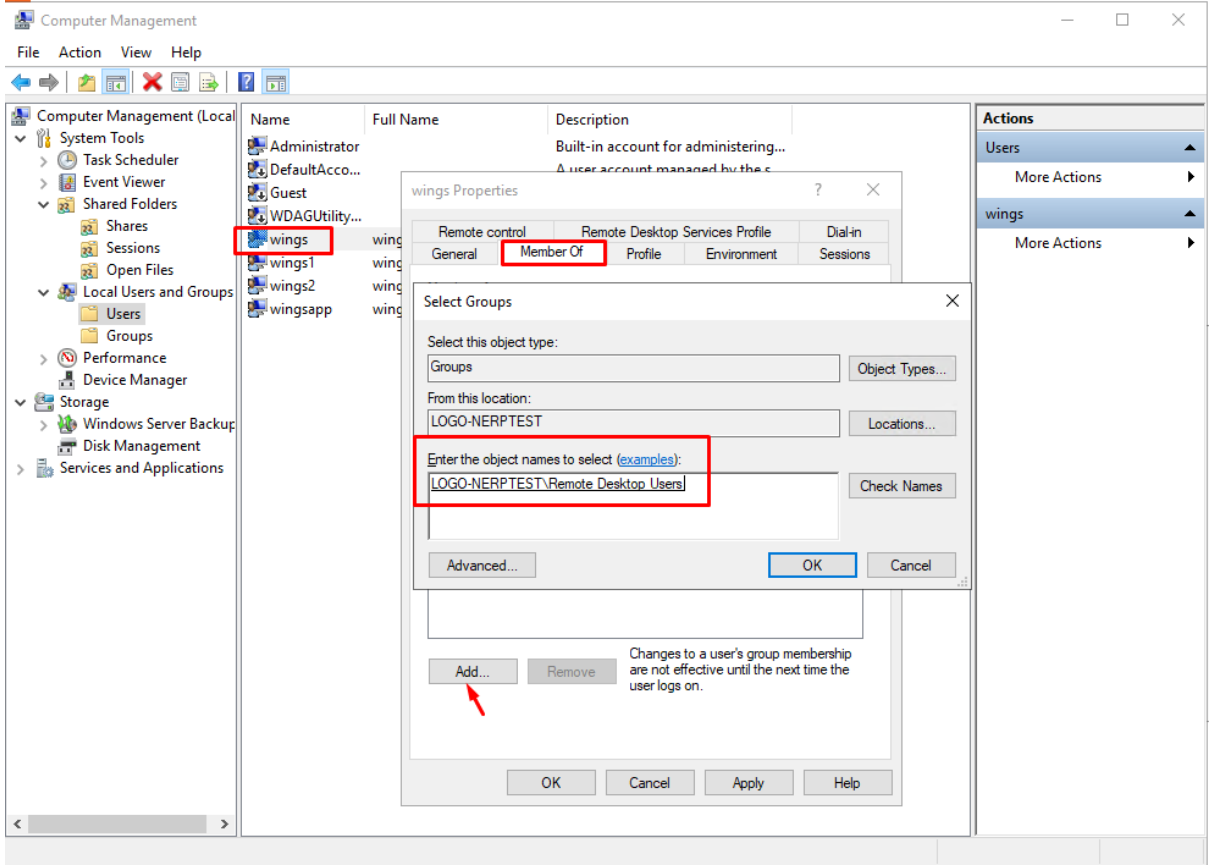 Computer Management
File Action View Help
Computer Management (Local
System Tools
Task Scheduler
Event Viewer
Shared Folders
Shares
Sessions
Open Files
Local Users and Groups
Users
Groups
Performance
Device Manager
Storage
Windows Server Backup
Disk Management
Services and Applications
Name Full Name Description
Administrator Built-in account for administering...
DefaultAcco... A user account managed by the s
Guest
WDAGUtility...
wings wing
wings1 wing
wings2 wing
wingsapp wing
wings Properties
Remote control Remote Desktop Services Profile Dial-in
General Member Of Profile Environment Sessions
Select Groups
Select this object type:
Groups
Object Types...
From this location:
LOGO-NERPTEST
Locations...
Enter the object names to select (examples):
LOGO-NERPTEST\Remote Desktop Users
Check Names
Advanced...
OK Cancel
Add... Remove
Changes to a user's group membership
are not effective until the next time the
user logs on.
OK Cancel Apply Help
Actions
Users
More Actions
wings
More Actions